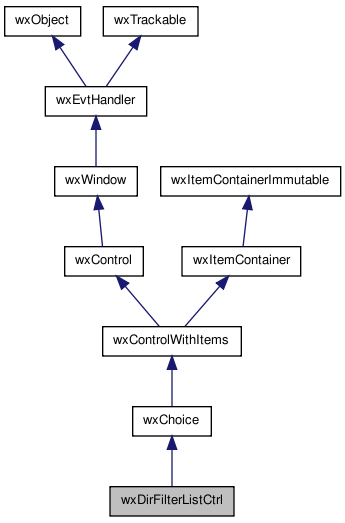 wxObject
wxTrackable
wxEvtHandler
wxWindow
wxItemContainerImmutable
wxControl
wxItemContainer
wxControlWithItems
wxChoice
wxDirFilterListCtrl